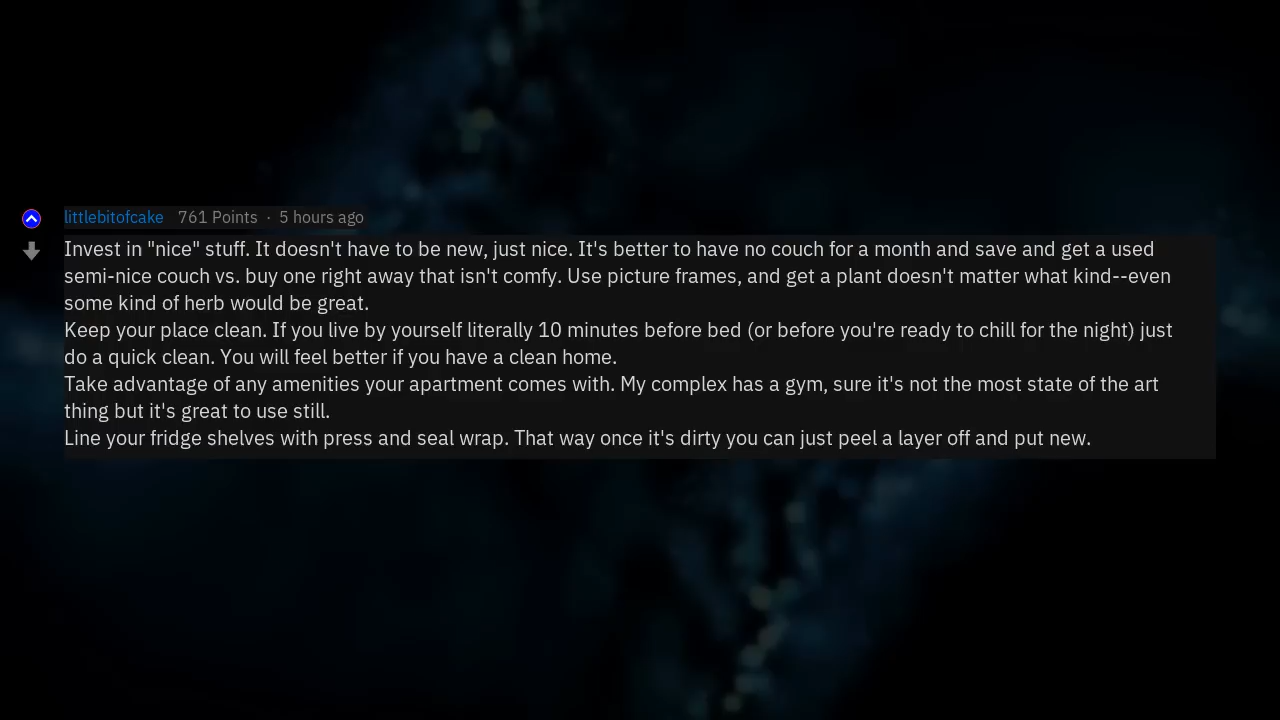 littlebitofcake 761 Points · 5 hours ago
Invest in "nice" stuff. It doesn't have to be new, just nice. It's better to have no couch for a month and save and get a used
semi-nice couch vs. buy one right away that isn't comfy. Use picture frames, and get a plant doesn't matter what kind--even
some kind of herb would be great.
Keep your place clean. If you live by yourself literally 10 minutes before bed (or before you're ready to chill for the night) just
do a quick clean. You will feel better if you have a clean home.
Take advantage of any amenities your apartment comes with. My complex has a gym, sure it's not the most state of the art
thing but it's great to use still.
Line your fridge shelves with press and seal wrap. That way once it's dirty you can just peel a layer off and put new.